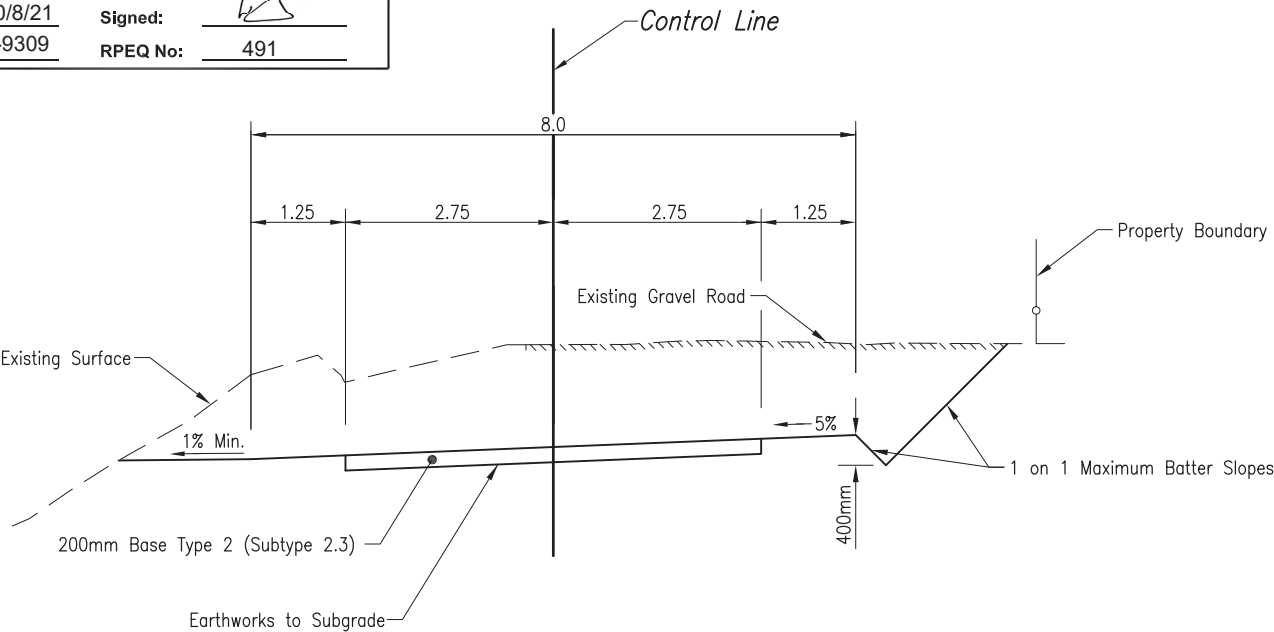 0/8/21 Signed:
9309 RPEQ No: 491
Control Line
8.0
1.25 2.75 2.75 1.25
Property Boundary
Existing Gravel Road
Existing Surface
5%
1% Min.
1 on 1 Maximum Batter Slopes
400mm
200mm Base Type 2 (Subtype 2.3)
Earthworks to Subgrade